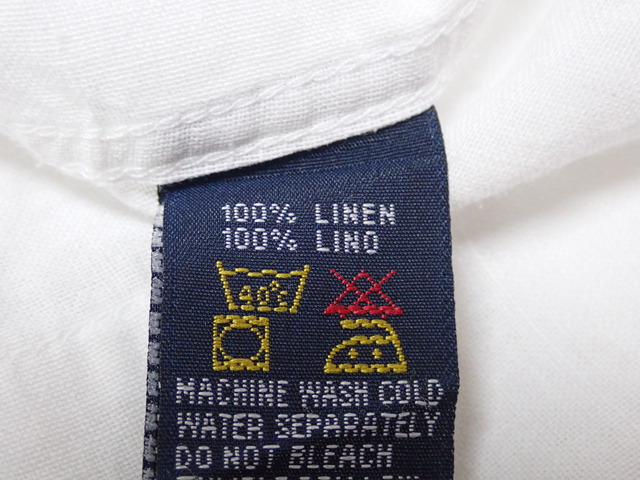 100% LINEN
100% LINO
40°c
MACHINE WASH COLD
WATER SEPARATELY
DO NOT BLEACH